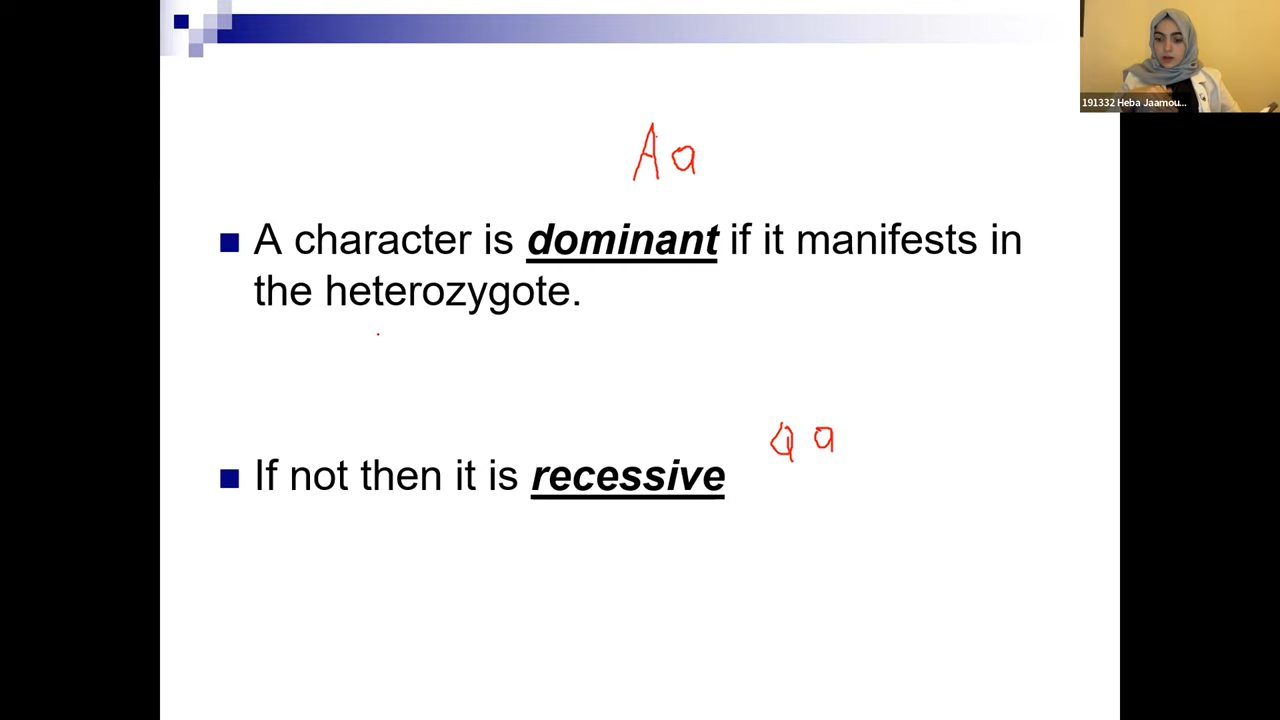 191332 Heba Jaamou...
Aa
A character is dominant if it manifests in
the heterozygote.
aa
If not then it is recessive